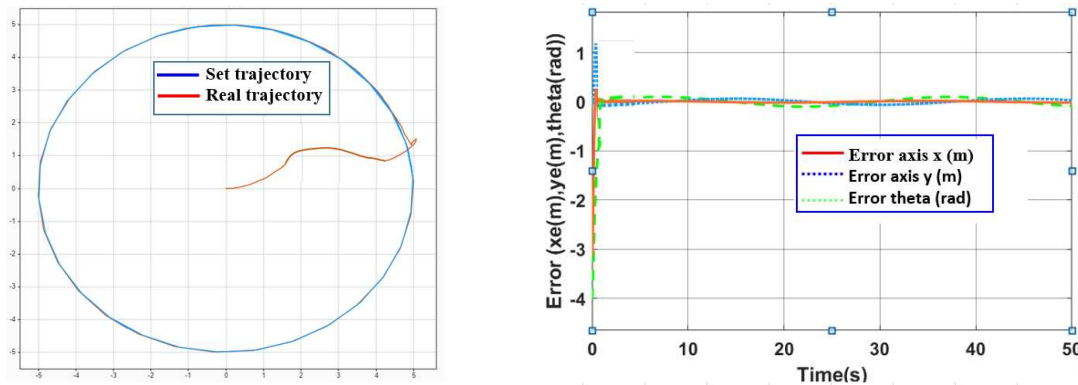 5
4
3
2
1
0
-1
-2
-3
-4
-5
-5 -4 -3 -2 -1 0 1 2 3 4 5
Set trajectory
Real trajectory
Error (xe(m),ye(m),theta(rad))
1
0
-1
-2
-3
-4
0 10 20 30 40 50
Time(s)
Error axis x (m)
Error axis y (m)
Error theta (rad)